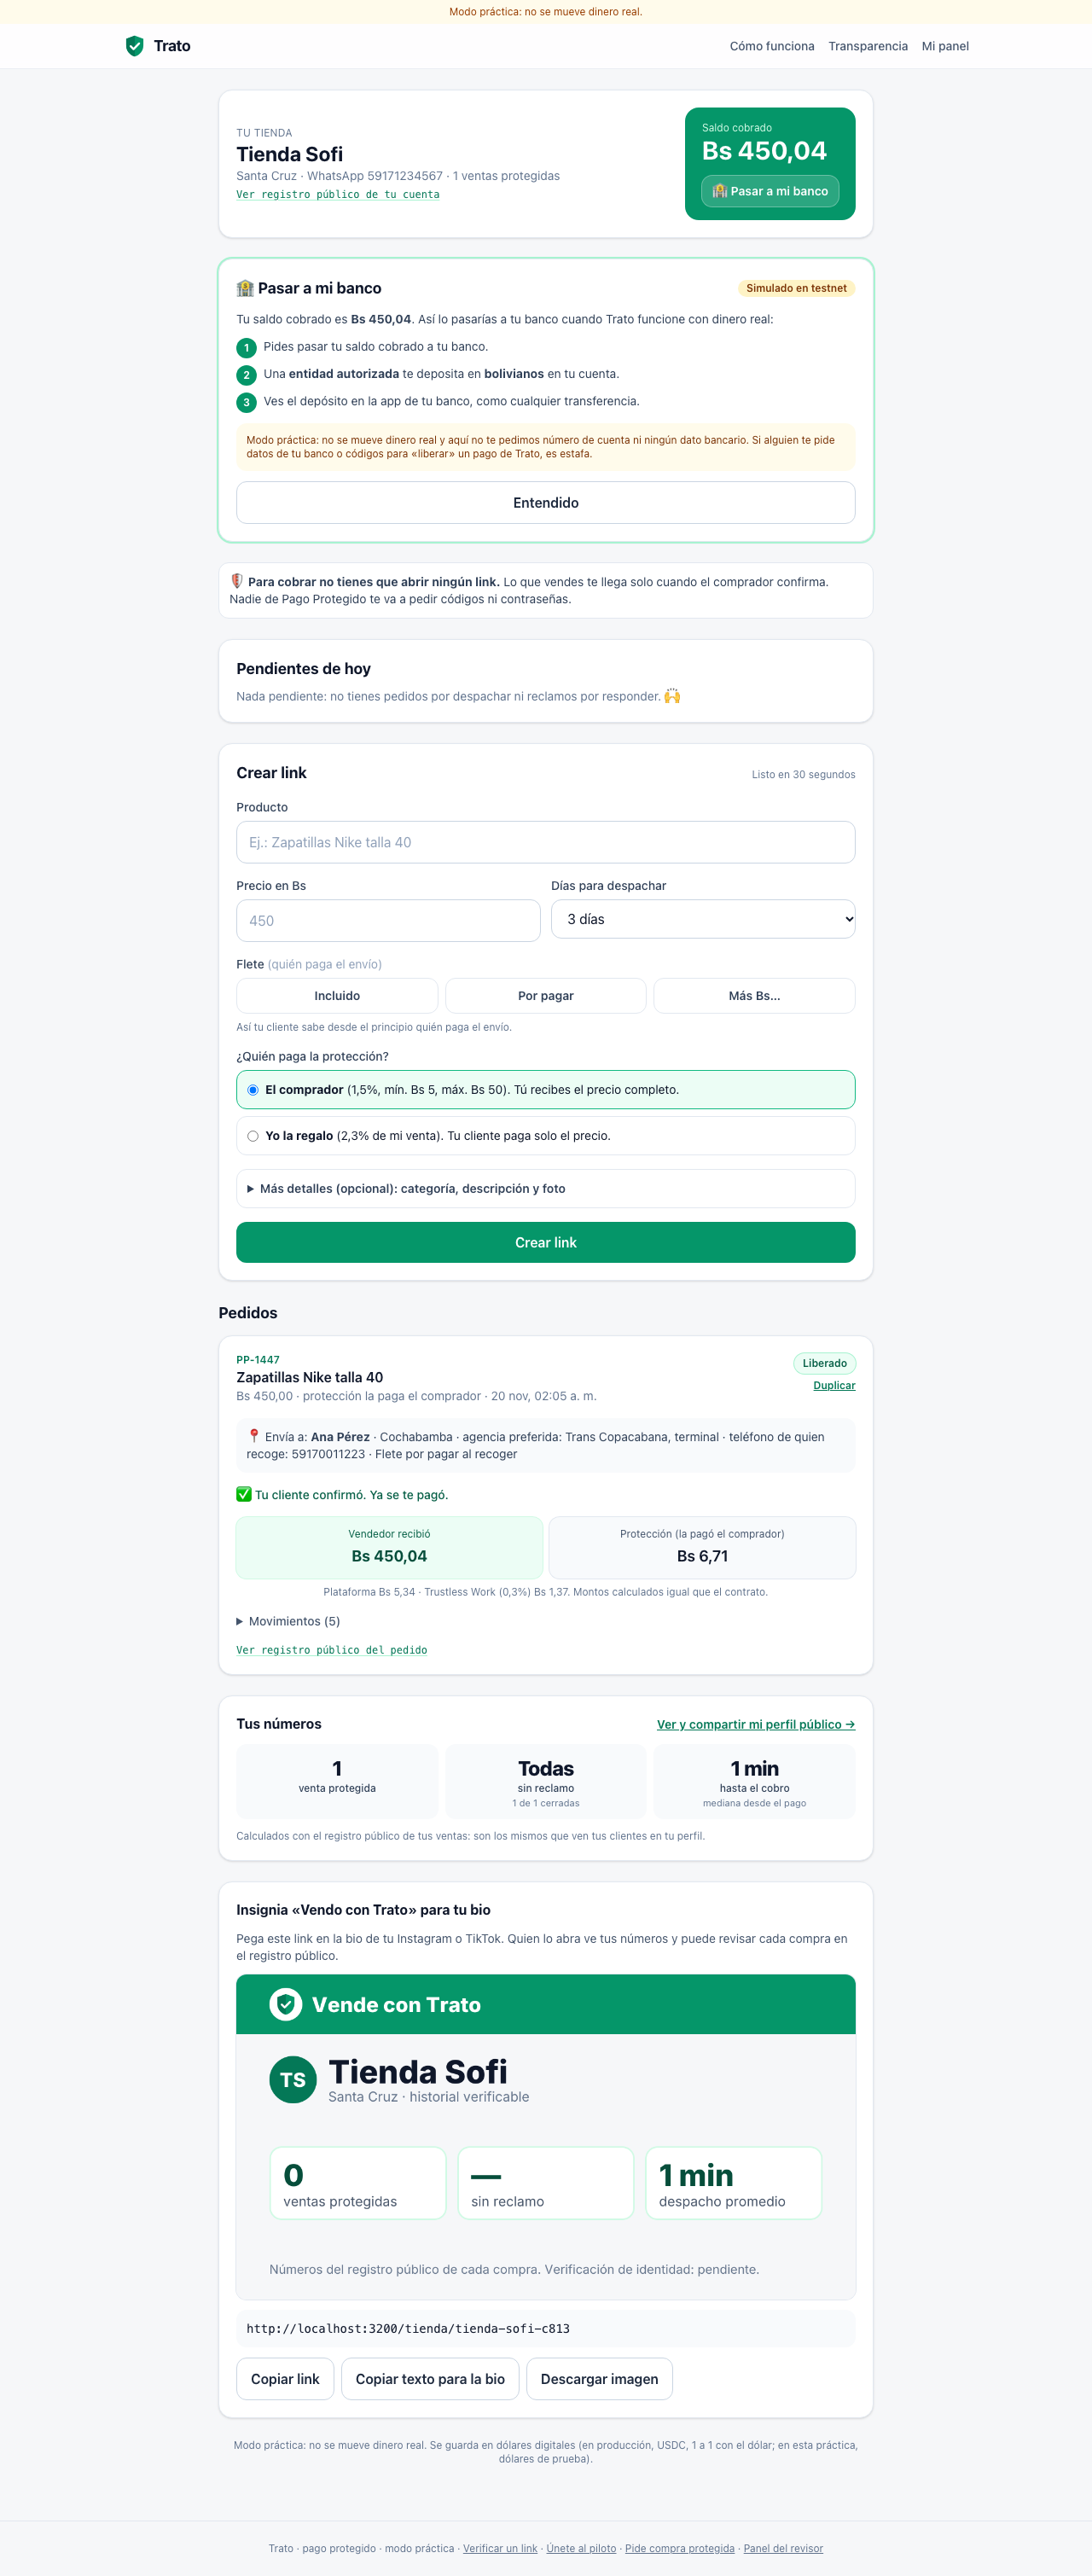 Modo práctica: no se mueve dinero real.
Trato
Cómo funciona
Transparencia
Mi panel
TU TIENDA
Tienda Sofi
Santa Cruz · WhatsApp 59171234567 · 1 ventas protegidas
Ver registro público de tu cuenta
Saldo cobrado
Bs 450,04
🏦 Pasar a mi banco
🏦 Pasar a mi banco
Simulado en testnet
Tu saldo cobrado es Bs 450,04. Así lo pasarías a tu banco cuando Trato funcione con dinero real:
1 Pides pasar tu saldo cobrado a tu banco.
2 Una entidad autorizada te deposita en bolivianos en tu cuenta.
3 Ves el depósito en la app de tu banco, como cualquier transferencia.
Modo práctica: no se mueve dinero real y aquí no te pedimos número de cuenta ni ningún dato bancario. Si alguien te pide
datos de tu banco o códigos para «liberar» un pago de Trato, es estafa.
Entendido
Para cobrar no tienes que abrir ningún link. Lo que vendes te llega solo cuando el comprador confirma.
Nadie de Pago Protegido te va a pedir códigos ni contraseñas.
Pendientes de hoy
Nada pendiente: no tienes pedidos por despachar ni reclamos por responder. 🙌
Crear link
Listo en 30 segundos
Producto
Ej.: Zapatillas Nike talla 40
Precio en Bs
Días para despachar
450
3 días
Flete (quién paga el envío)
Incluido
Por pagar
Más Bs...
Así tu cliente sabe desde el principio quién paga el envío.
¿Quién paga la protección?
El comprador (1,5%, mín. Bs 5, máx. Bs 50). Tú recibes el precio completo.
Yo la regalo (2,3% de mi venta). Tu cliente paga solo el precio.
Más detalles (opcional): categoría, descripción y foto
Crear link
Pedidos
PP-1447
Liberado
Zapatillas Nike talla 40
Duplicar
Bs 450,00 · protección la paga el comprador · 20 nov, 02:05 a. m.
📍 Envía a: Ana Pérez · Cochabamba · agencia preferida: Trans Copacabana, terminal · teléfono de quien
recoge: 59170011223 · Flete por pagar al recoger
✅ Tu cliente confirmó. Ya se te pagó.
Vendedor recibió
Bs 450,04
Protección (la pagó el comprador)
Bs 6,71
Plataforma Bs 5,34 · Trustless Work (0,3%) Bs 1,37. Montos calculados igual que el contrato.
Movimientos (5)
Ver registro público del pedido
Tus números
Ver y compartir mi perfil público →
1
venta protegida
Todas
sin reclamo
1 de 1 cerradas
1 min
hasta el cobro
mediana desde el pago
Calculados con el registro público de tus ventas: son los mismos que ven tus clientes en tu perfil.
Insignia «Vendo con Trato» para tu bio
Pega este link en la bio de tu Instagram o TikTok. Quien lo abra ve tus números y puede revisar cada compra en
el registro público.
Vende con Trato
TS
Tienda Sofi
Santa Cruz · historial verificable
0
ventas protegidas
—
sin reclamo
1 min
despacho promedio
Números del registro público de cada compra. Verificación de identidad: pendiente.
http://localhost:3200/tienda/tienda-sofi-c813
Copiar link
Copiar texto para la bio
Descargar imagen
Modo práctica: no se mueve dinero real. Se guarda en dólares digitales (en producción, USDC, 1 a 1 con el dólar; en esta práctica,
dólares de prueba).
Trato · pago protegido · modo práctica · Verificar un link · Únete al piloto · Pide compra protegida · Panel del revisor